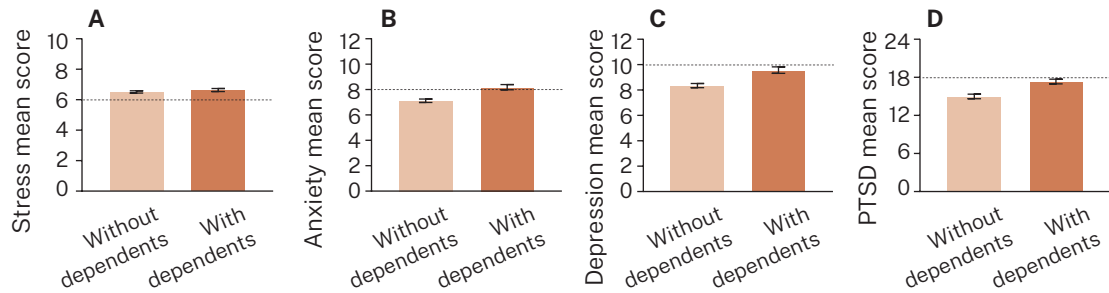 A
Stress mean score
10
8
6
4
2
0
Without
dependents
With
dependents
B
Anxiety mean score
12
10
8
6
4
2
0
Without
dependents
With
dependents
C
Depression mean score
12
10
8
6
4
2
0
Without
dependents
With
dependents
D
PTSD mean score
24
18
12
6
0
Without
dependents
With
dependents